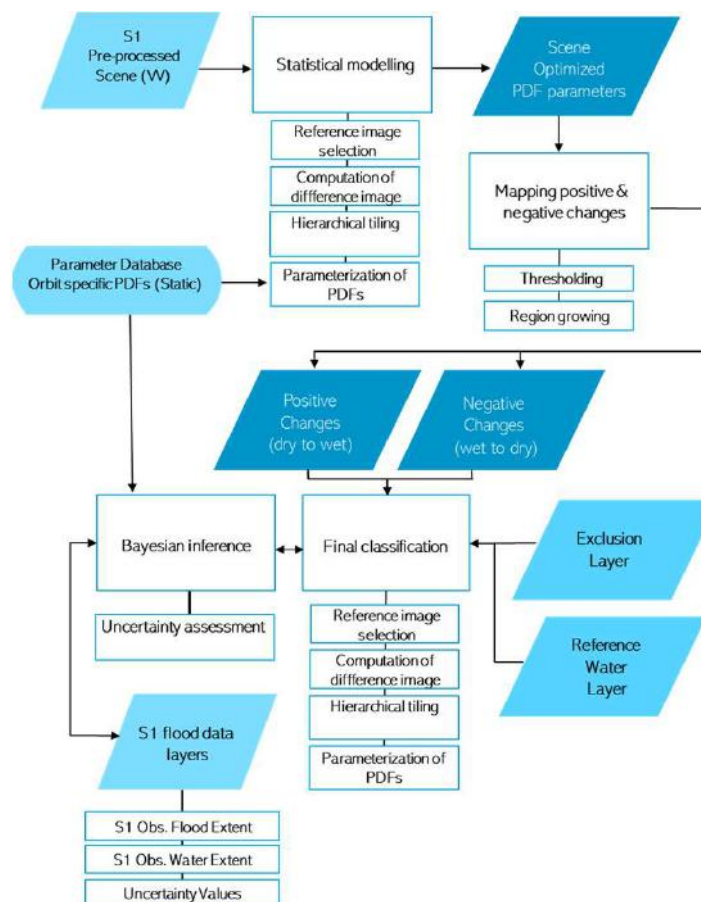 S1
Pre-processed
Scene (VV)
Statistical modelling
Scene
Optimized
PDF parameters
Reference image
selection
Computation of
diffference image
Hierarchical tiling
Parameterization of
PDFs
Mapping positive &
negative changes
Thresholding
Region growing
Parameter Database
Orbit specific PDFs (Static)
Positive
Changes
(dry to wet)
Negative
Changes
(wet to dry)
Bayesian inference
Uncertainty assessment
Final classification
Reference image
selection
Computation of
diffference image
Hierarchical tiling
Parameterization of
PDFs
Exclusion
Layer
Reference
Water
Layer
S1 flood data
layers
S1 Obs. Flood Extent
S1 Obs. Water Extent
Uncertainty Values